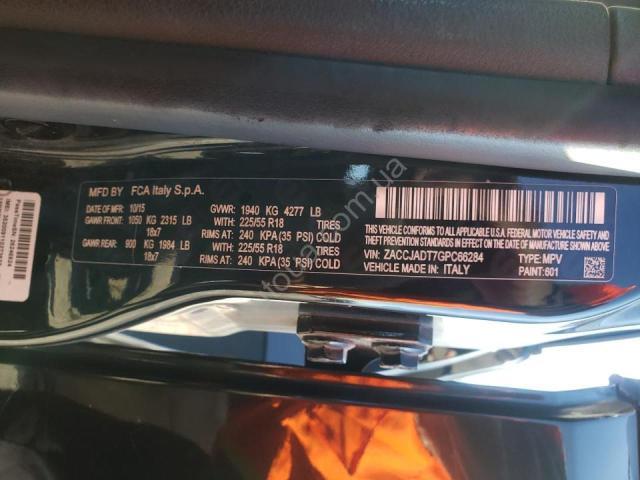 MFD BY FCA Italy S.p.A.
DATE OF MFR: 10/15 GVWR: 1940 KG 4277 LB
GAWR FRONT: 1050 KG 2315 LB WITH: 225/55 R18 TIRES
18x7 RIMS AT: 240 KPA (35 PSI) COLD
GAWR REAR: 900 KG 1984 LB WITH: 225/55 R18 TIRES
18x7 RIMS AT: 240 KPA (35 PSI) COLD
THIS VEHICLE CONFORMS TO ALL APPLICABLE U.S.A.
FEDERAL MOTOR VEHICLE SAFETY, BUMPER,
AND THEFT PREVENTION STANDARDS IN EFFECT
ON THE DATE OF MANUFACTURE SHOWN ABOVE.
VIN: ZACCJADT7GPC66284 TYPE: MPV
VEHICLE MADE IN: ITALY PAINT: 601